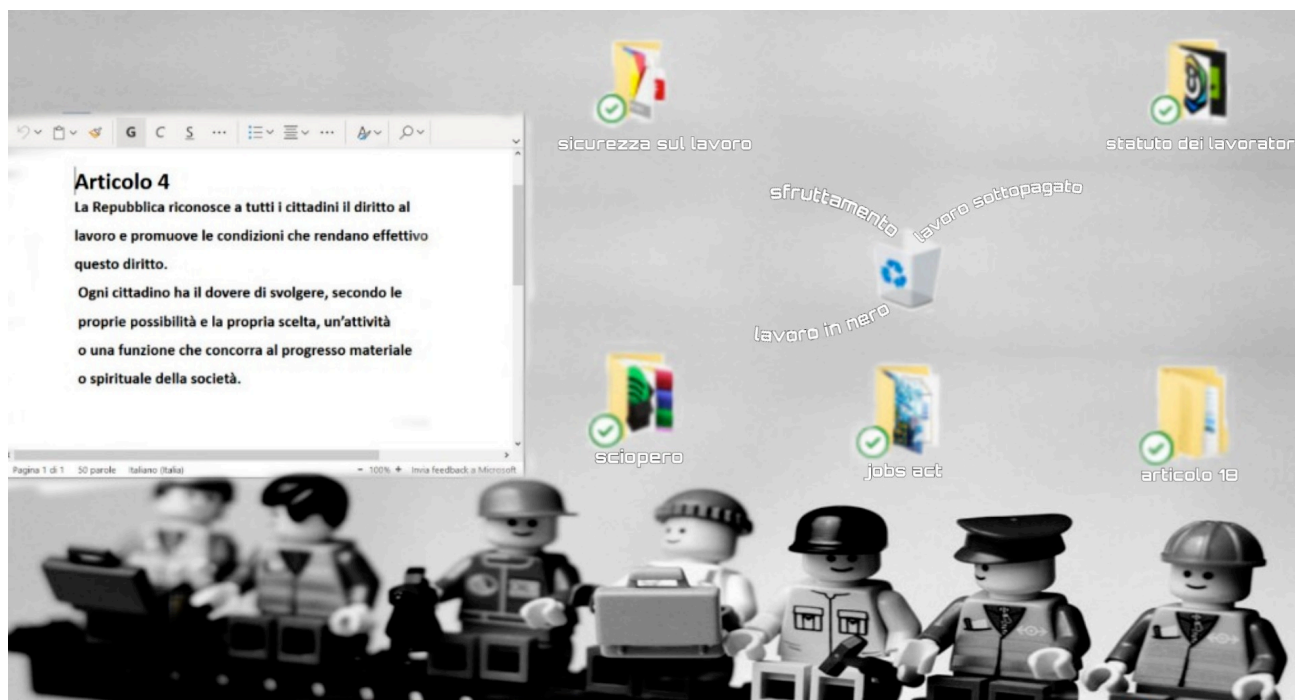 G C S
Articolo 4
La Repubblica riconosce a tutti i cittadini il diritto al
lavoro e promuove le condizioni che rendano effettivo
questo diritto.
Ogni cittadino ha il dovere di svolgere, secondo le
proprie possibilità e la propria scelta, un'attività
o una funzione che concorra al progresso materiale
o spirituale della società.
Pagina 1 di 1 50 parole Italiano (Italia) - 100% + Invia feedback a Microsoft
sicurezza sul lavoro
statuto dei lavorator
sfruttamento
lavoro sottopagato
lavoro in nero
sciopero
jobs act
articolo 18